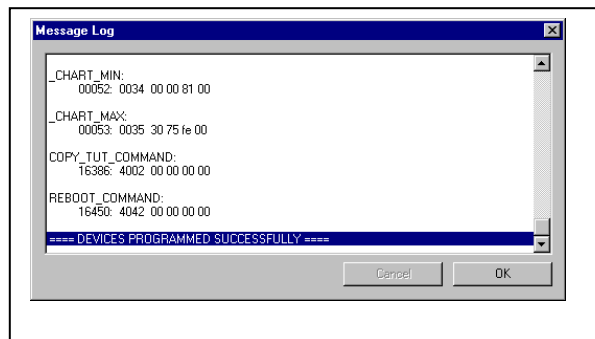 Message Log
_CHART_MIN:
00052: 0034 00 00 81 00
_CHART_MAX:
00053: 0035 30 75 fe 00
COPY_TUT_COMMAND:
16386: 4002 00 00 00 00
REBOOT_COMMAND:
16450: 4042 00 00 00 00
==== DEVICES PROGRAMMED SUCCESSFULLY ====
Cancel OK